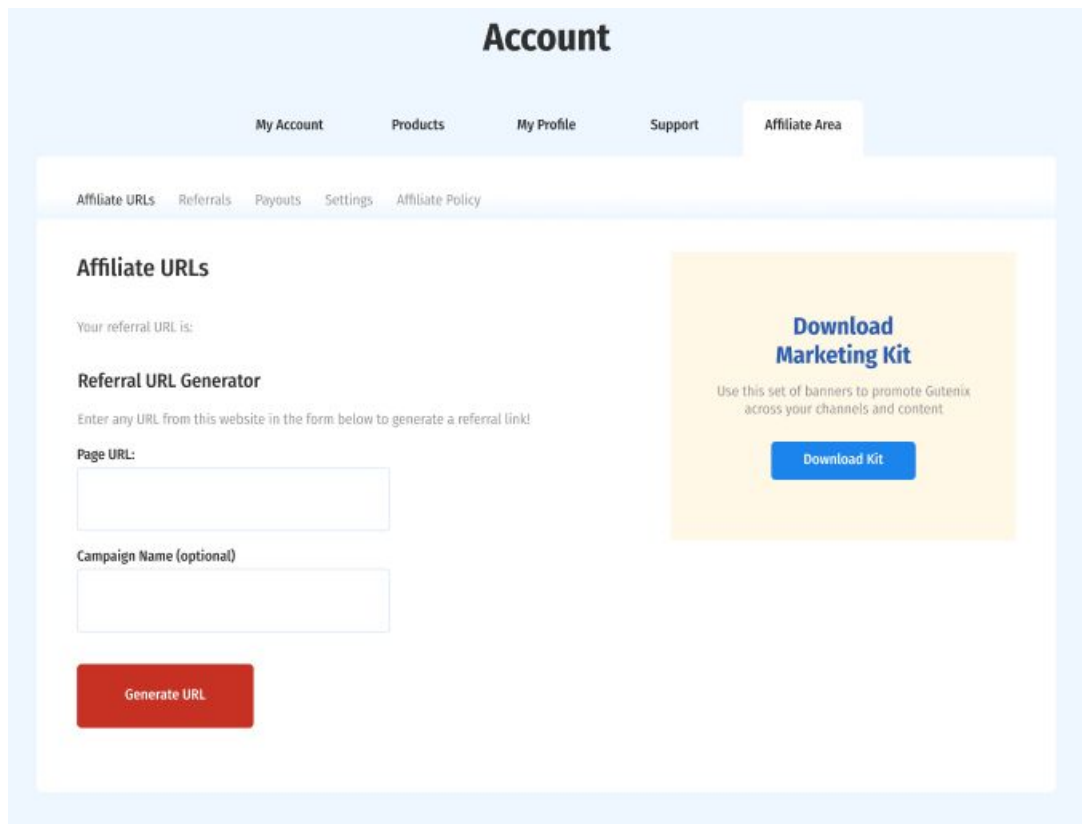 Account
My Account Products My Profile Support Affiliate Area
Affiliate URLs Referrals Payouts Settings Affiliate Policy
Affiliate URLs
Your referral URL is:
Referral URL Generator
Enter any URL from this website in the form below to generate a referral link!
Page URL:
Campaign Name (optional)
Generate URL
Download
Marketing Kit
Use this set of banners to promote Gutenix
across your channels and content
Download Kit